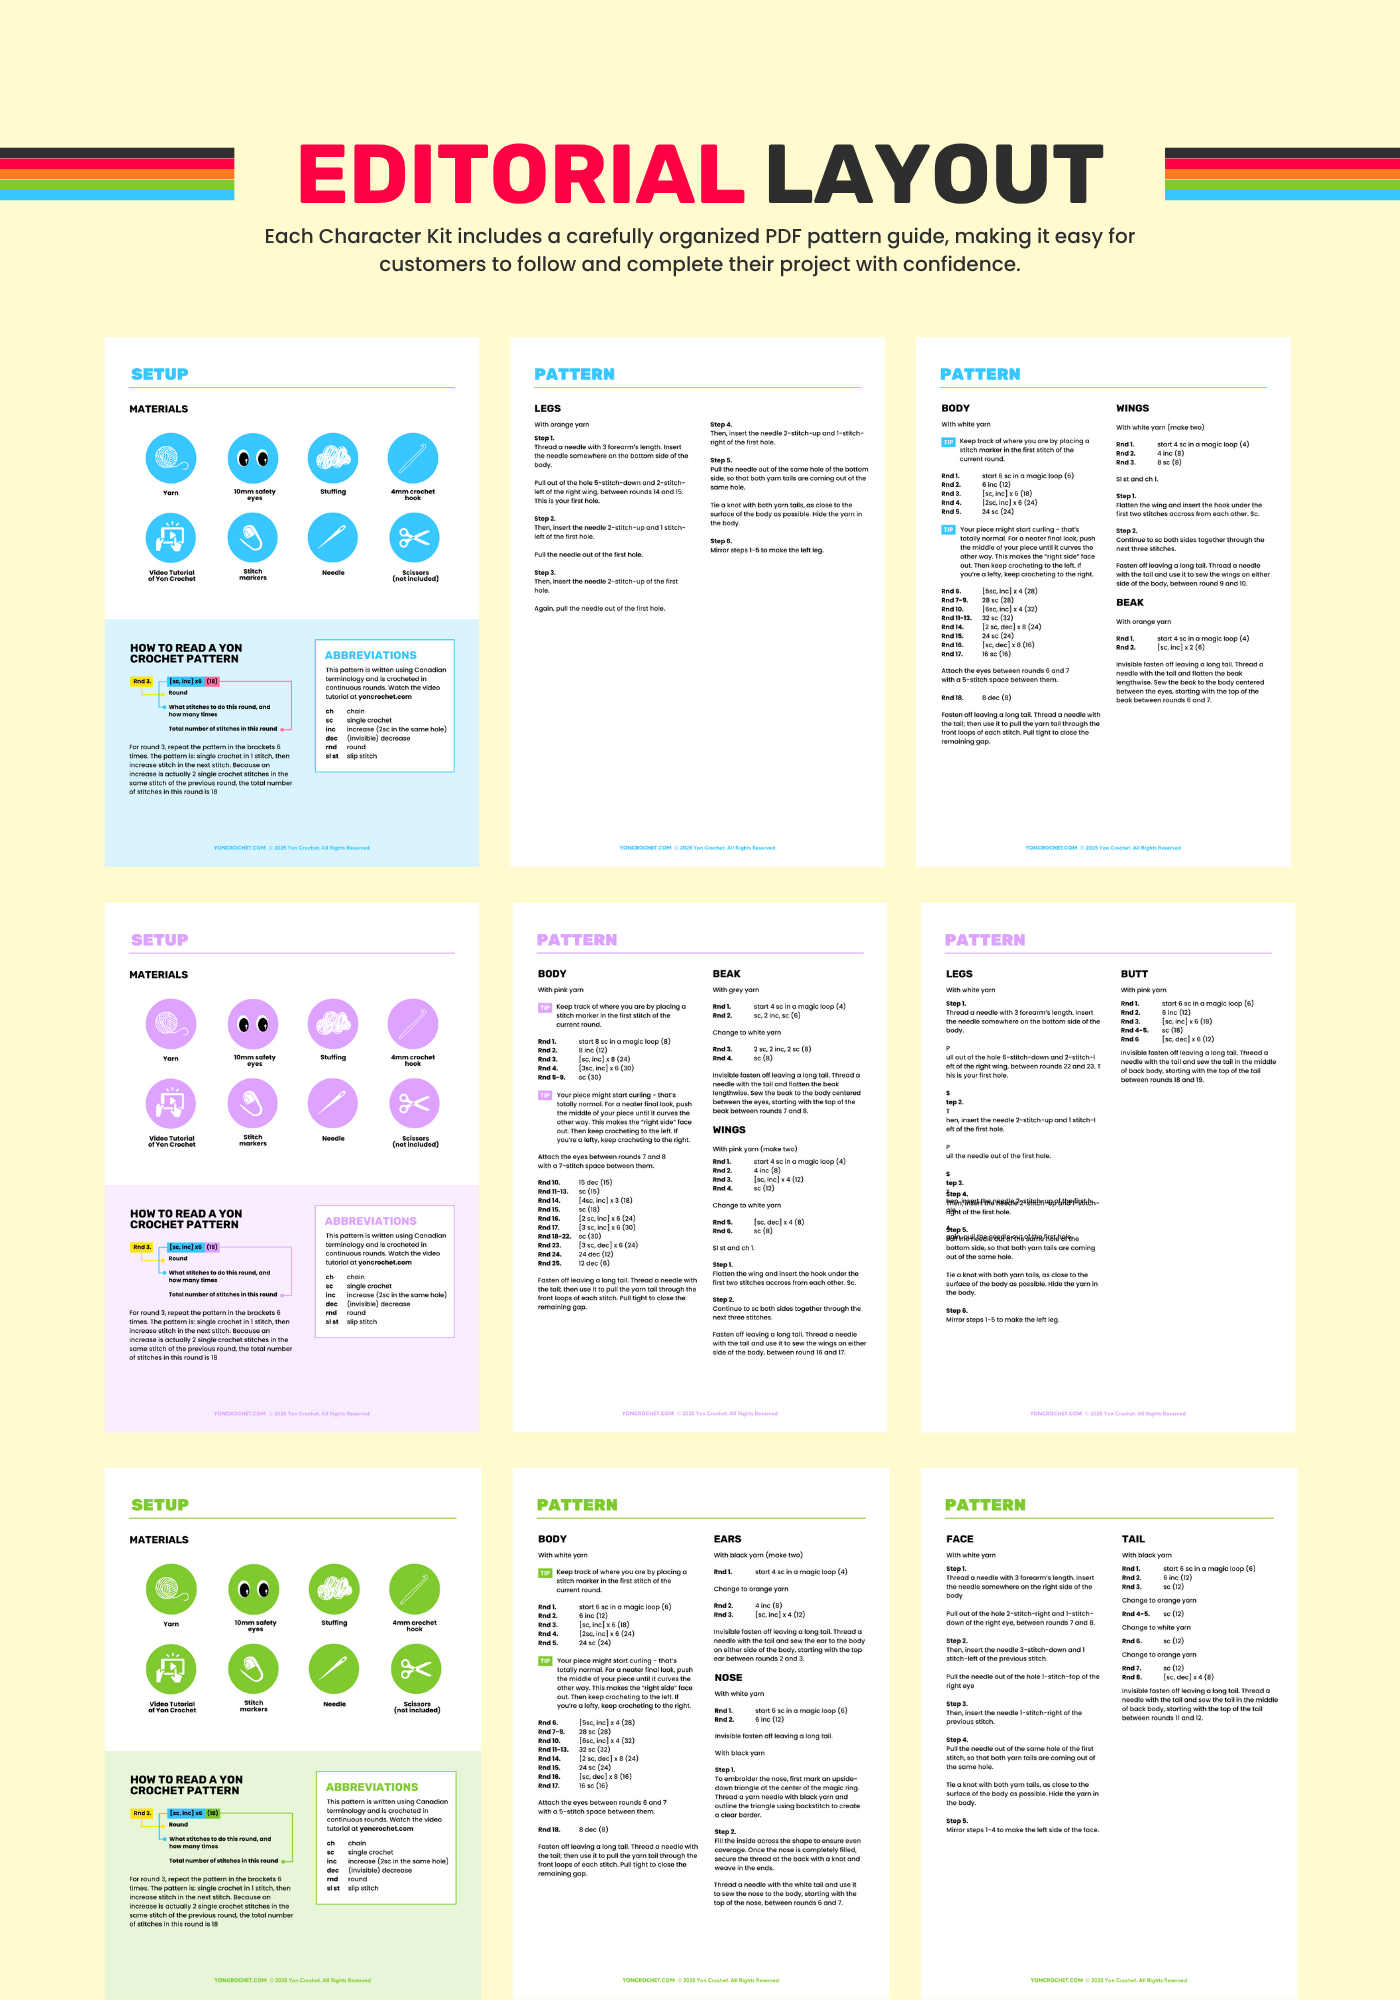 EDITORIAL LAYOUT
Each Character Kit includes a carefully organized PDF pattern guide, making it easy for
customers to follow and complete their project with confidence.
SETUP
MATERIALS
Yarn
10mm safety
eyes
Stuffing
4mm crochet
hook
Video Tutorial
of Yon Crochet
Stitch
markers
Needle
Scissors
(not included)
HOW TO READ A YON
CROCHET PATTERN
Rnd 3. [sc, inc] x6 (18)
Round
What stitches to do this round, and
how many times
Total number of stitches in this round
For round 3, repeat the pattern in the brackets 6
times. The pattern is: single crochet in 1 stitch, then
increase stitch in the next stitch. Because an
increase is actually 2 single crochet stitches in the
same stitch of the previous round, the total number
of stitches in this round is 18
ABBREVIATIONS
This pattern is written using Canadian
terminology and is crocheted in
continuous rounds. Watch the video
tutorial at yoncrochet.com
ch chain
sc single crochet
inc increase (2sc in the same hole)
dec (invisible) decrease
rnd round
sl st slip stitch
YONCROCHET.COM © 2025 Yon Crochet. All Rights Reserved
PATTERN
LEGS
With orange yarn
Step 1.
Thread a needle with 3 forearm's length. Insert
the needle somewhere on the bottom side of the
body.
Pull out of the hole 5-stitch-down and 2-stitch-
left of the right wing, between rounds 14 and 15.
This is your first hole.
Step 2.
Then, insert the needle 2-stitch-up and 1 stitch-
left of the first hole.
Pull the needle out of the first hole.
Step 3.
Then, insert the needle 2-stitch-up of the first
hole.
Again, pull the needle out of the first hole.
Step 4.
Then, insert the needle 2-stitch-up and 1-stitch-
right of the first hole.
Step 5.
Pull the needle out of the same hole of the bottom
side, so that both yarn tails are coming out of the
same hole.
Tie a knot with both yarn tails, as close to the
surface of the body as possible. Hide the yarn in
the body.
Step 6.
Mirror steps 1-5 to make the left leg.
YONCROCHET.COM © 2025 Yon Crochet. All Rights Reserved
PATTERN
BODY
With white yarn
TIP Keep track of where you are by placing a
stitch marker in the first stitch of the
current round.
Rnd 1. start 6 sc in a magic loop (6)
Rnd 2. 6 inc (12)
Rnd 3. [sc, inc] x 6 (18)
Rnd 4. [2sc, inc] x 6 (24)
Rnd 5. 24 sc (24)
TIP Your piece might start curling - that's
totally normal. For a neater final look, push
the middle of your piece until it curves the
other way. This makes the "right side" face
out. Then keep crocheting to the left. If
you're a lefty, keep crocheting to the right.
Rnd 6. [5sc, inc] x 4 (28)
Rnd 7-9. 28 sc (28)
Rnd 10. [6sc, inc] x 4 (32)
Rnd 11-13. 32 sc (32)
Rnd 14. [2 sc, dec] x 8 (24)
Rnd 15. 24 sc (24)
Rnd 16. [sc, dec] x 8 (16)
Rnd 17. 16 sc (16)
Attach the eyes between rounds 6 and 7
with a 5-stitch space between them.
Rnd 18. 8 dec (8)
Fasten off leaving a long tail. Thread a needle with
the tail; then use it to pull the yarn tail through the
front loops of each stitch. Pull tight to close the
remaining gap.
WINGS
With white yarn (make two)
Rnd 1. start 4 sc in a magic loop (4)
Rnd 2. 4 inc (8)
Rnd 3. 8 sc (8)
Sl st and ch 1.
Step 1.
Flatten the wing and insert the hook under the
first two stitches accross from each other. Sc.
Step 2.
Continue to sc both sides together through the
next three stitches.
Fasten off leaving a long tail. Thread a needle
with the tail and use it to sew the wings on either
side of the body, between round 9 and 10.
BEAK
With orange yarn
Rnd 1. start 4 sc in a magic loop (4)
Rnd 2. [sc, inc] x 2 (6)
Invisible fasten off leaving a long tail. Thread a
needle with the tail and flatten the beak
lengthwise. Sew the beak to the body centered
between the eyes, starting with the top of the
beak between rounds 6 and 7.
YONCROCHET.COM © 2025 Yon Crochet. All Rights Reserved
SETUP
MATERIALS
Yarn
10mm safety
eyes
Stuffing
4mm crochet
hook
Video Tutorial
of Yon Crochet
Stitch
markers
Needle
Scissors
(not included)
HOW TO READ A YON
CROCHET PATTERN
Rnd 3. [sc, inc] x6 (18)
Round
What stitches to do this round, and
how many times
Total number of stitches in this round
For round 3, repeat the pattern in the brackets 6
times. The pattern is: single crochet in 1 stitch, then
increase stitch in the next stitch. Because an
increase is actually 2 single crochet stitches in the
same stitch of the previous round, the total number
of stitches in this round is 18
ABBREVIATIONS
This pattern is written using Canadian
terminology and is crocheted in
continuous rounds. Watch the video
tutorial at yoncrochet.com
ch chain
sc single crochet
inc increase (2sc in the same hole)
dec (invisible) decrease
rnd round
sl st slip stitch
YONCROCHET.COM © 2025 Yon Crochet. All Rights Reserved
PATTERN
BODY
With pink yarn
TIP Keep track of where you are by placing a
stitch marker in the first stitch of the
current round.
Rnd 1. start 8 sc in a magic loop (8)
Rnd 2. 8 inc (12)
Rnd 3. [sc, inc] x 8 (24)
Rnd 4. [3sc, inc] x 6 (30)
Rnd 5-9. sc (30)
TIP Your piece might start curling - that's
totally normal. For a neater final look, push
the middle of your piece until it curves the
other way. This makes the "right side" face
out. Then keep crocheting to the left. If
you're a lefty, keep crocheting to the right.
Attach the eyes between rounds 7 and 8
with a 7-stitch space between them.
Rnd 10. 15 dec (15)
Rnd 11-13. sc (15)
Rnd 14. [4sc, inc] x 3 (18)
Rnd 15. sc (18)
Rnd 16. [2 sc, inc] x 6 (24)
Rnd 17. [3 sc, inc] x 6 (30)
Rnd 18-22. sc (30)
Rnd 23. [3 sc, dec] x 6 (24)
Rnd 24. 24 dec (12)
Rnd 25. 12 dec (6)
Fasten off leaving a long tail. Thread a needle with
the tail; then use it to pull the yarn tail through the
front loops of each stitch. Pull tight to close the
remaining gap.
BEAK
With grey yarn
Rnd 1. start 4 sc in a magic loop (4)
Rnd 2. sc, 2 inc, sc (6)
Change to white yarn
Rnd 3. 2 sc, 2 inc, 2 sc (8)
Rnd 4. sc (8)
Invisible fasten off leaving a long tail. Thread a
needle with the tail and flatten the beak
lengthwise. Sew the beak to the body centered
between the eyes, starting with the top of the
beak between rounds 7 and 8.
WINGS
With pink yarn (make two)
Rnd 1. start 4 sc in a magic loop (4)
Rnd 2. 4 inc (8)
Rnd 3. [sc, inc] x 4 (12)
Rnd 4. sc (12)
Change to white yarn
Rnd 5. [sc, dec] x 4 (8)
Rnd 6. sc (8)
Sl st and ch 1.
Step 1.
Flatten the wing and insert the hook under the
first two stitches accross from each other. Sc.
Step 2.
Continue to sc both sides together through the
next three stitches.
Fasten off leaving a long tail. Thread a needle
with the tail and use it to sew the wings on either
side of the body, between round 16 and 17.
YONCROCHET.COM © 2025 Yon Crochet. All Rights Reserved
PATTERN
LEGS
With white yarn
Step 1.
Thread a needle with 3 forearm's length. Insert
the needle somewhere on the bottom side of the
body.
P
ull out of the hole 6-stitch-down and 2-stitch-l
eft of the right wing, between rounds 22 and 23. T
his is your first hole.
S
tep 2.
T
hen, insert the needle 2-stitch-up and 1 stitch-l
eft of the first hole.
P
ull the needle out of the first hole.
S
tep 3.
Step 4.
right of the first hole.
Step 5.
bottom side, so that both yarn tails are coming
out of the same hole.
Tie a knot with both yarn tails, as close to the
surface of the body as possible. Hide the yarn in
the body.
Step 6.
Mirror steps 1-5 to make the left leg.
BUTT
With pink yarn
Rnd 1. start 6 sc in a magic loop (6)
Rnd 2. 6 inc (12)
Rnd 3. [sc, inc] x 6 (18)
Rnd 4-5. sc (18)
Rnd 6 [sc, dec] x 6 (12)
Invisible fasten off leaving a long tail. Thread a
needle with the tail and sew the tail in the middle
of back body, starting with the top of the tail
between rounds 18 and 19.
YONCROCHET.COM © 2025 Yon Crochet. All Rights Reserved
SETUP
MATERIALS
Yarn
10mm safety
eyes
Stuffing
4mm crochet
hook
Video Tutorial
of Yon Crochet
Stitch
markers
Needle
Scissors
(not included)
HOW TO READ A YON
CROCHET PATTERN
Rnd 3. [sc, inc] x6 (18)
Round
What stitches to do this round, and
how many times
Total number of stitches in this round
For round 3, repeat the pattern in the brackets 6
times. The pattern is: single crochet in 1 stitch, then
increase stitch in the next stitch. Because an
increase is actually 2 single crochet stitches in the
same stitch of the previous round, the total number
of stitches in this round is 18
ABBREVIATIONS
This pattern is written using Canadian
terminology and is crocheted in
continuous rounds. Watch the video
tutorial at yoncrochet.com
ch chain
sc single crochet
inc increase (2sc in the same hole)
dec (invisible) decrease
rnd round
sl st slip stitch
YONCROCHET.COM © 2025 Yon Crochet. All Rights Reserved
PATTERN
BODY
With white yarn
TIP Keep track of where you are by placing a
stitch marker in the first stitch of the
current round.
Rnd 1. start 6 sc in a magic loop (6)
Rnd 2. 6 inc (12)
Rnd 3. [sc, inc] x 6 (18)
Rnd 4. [2sc, inc] x 6 (24)
Rnd 5. 24 sc (24)
TIP Your piece might start curling - that's
totally normal. For a neater final look, push
the middle of your piece until it curves the
other way. This makes the "right side" face
out. Then keep crocheting to the left. If
you're a lefty, keep crocheting to the right.
Rnd 6. [5sc, inc] x 4 (28)
Rnd 7-9. 28 sc (28)
Rnd 10. [6sc, inc] x 4 (32)
Rnd 11-13. 32 sc (32)
Rnd 14. [2 sc, dec] x 8 (24)
Rnd 15. 24 sc (24)
Rnd 16. [sc, dec] x 8 (16)
Rnd 17. 16 sc (16)
Attach the eyes between rounds 6 and 7
with a 5-stitch space between them.
Rnd 18. 8 dec (8)
Fasten off leaving a long tail. Thread a needle with
the tail; then use it to pull the yarn tail through the
front loops of each stitch. Pull tight to close the
remaining gap.
EARS
With black yarn (make two)
Rnd 1. start 4 sc in a magic loop (4)
Change to orange yarn
Rnd 2. 4 inc (8)
Rnd 3. [sc, inc] x 4 (12)
Invisible fasten off leaving a long tail. Thread a
needle with the tail and sew the ear to the body
on either side of the body, starting with the top
ear between rounds 2 and 3.
NOSE
With white yarn
Rnd 1. start 6 sc in a magic loop (6)
Rnd 2. 6 inc (12)
Invisible fasten off leaving a long tail.
With black yarn
Step 1.
To embroider the nose, first mark an upside-
down triangle at the center of the magic ring.
Thread a yarn needle with black yarn and
outline the triangle using backstitch to create
a clear border.
Step 2.
Fill the inside across the shape to ensure even
coverage. Once the nose is completely filled,
secure the thread at the back with a knot and
weave in the ends.
Thread a needle with the white tail and use it
to sew the nose to the body, starting with the
top of the nose, between rounds 6 and 7.
YONCROCHET.COM © 2025 Yon Crochet. All Rights Reserved
PATTERN
FACE
With white yarn
Step 1.
Thread a needle with 3 forearm's length. Insert
the needle somewhere on the right side of the
body
Pull out of the hole 2-stitch-right and 1-stitch-
down of the right eye, between rounds 7 and 8.
Step 2.
Then, insert the needle 3-stitch-down and 1
stitch-left of the previous stitch.
Pull the needle out of the hole 1-stitch-top of the
right eye
Step 3.
Then, insert the needle 1-stitch-right of the
previous stitch.
Step 4.
Pull the needle out of the same hole of the first
stitch, so that both yarn tails are coming out of
the same hole.
Tie a knot with both yarn tails, as close to the
surface of the body as possible. Hide the yarn in
the body.
Step 5.
Mirror steps 1-4 to make the left side of the face.
TAIL
With black yarn
Rnd 1. start 6 sc in a magic loop (6)
Rnd 2. 6 inc (12)
Rnd 3. sc (12)
Change to orange yarn
Rnd 4-5. sc (12)
Change to white yarn
Rnd 6. sc (12)
Change to orange yarn
Rnd 7. sc (12)
Rnd 8. [sc, dec] x 4 (8)
Invisible fasten off leaving a long tail. Thread a
needle with the tail and sew the tail in the middle
of back body, starting with the top of the tail
between rounds 11 and 12.
YONCROCHET.COM © 2025 Yon Crochet. All Rights Reserved